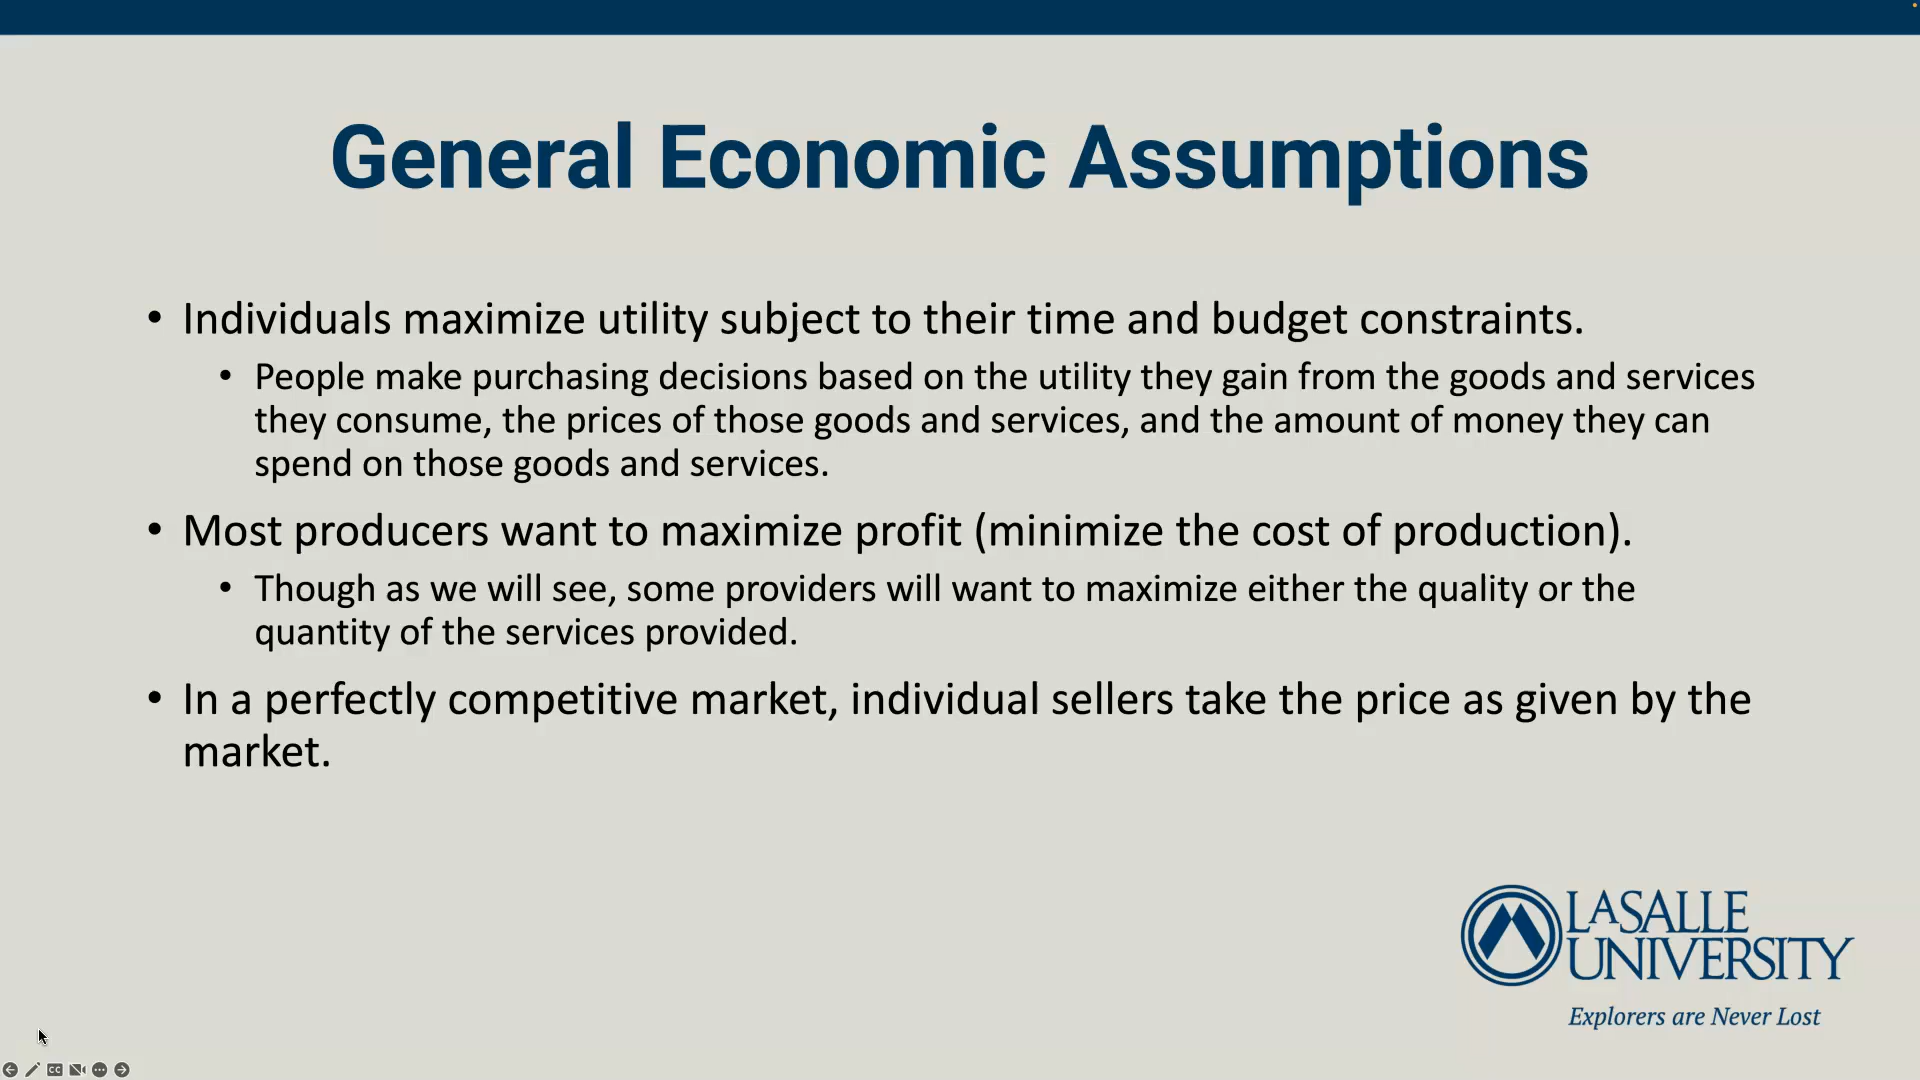 General Economic Assumptions
• Individuals maximize utility subject to their time and budget constraints.
• People make purchasing decisions based on the utility they gain from the goods and services
they consume, the prices of those goods and services, and the amount of money they can
spend on those goods and services.
• Most producers want to maximize profit (minimize the cost of production).
• Though as we will see, some providers will want to maximize either the quality or the
quantity of the services provided.
• In a perfectly competitive market, individual sellers take the price as given by the
market.
LASALLE
UNIVERSITY
Explorers are Never Lost
CC